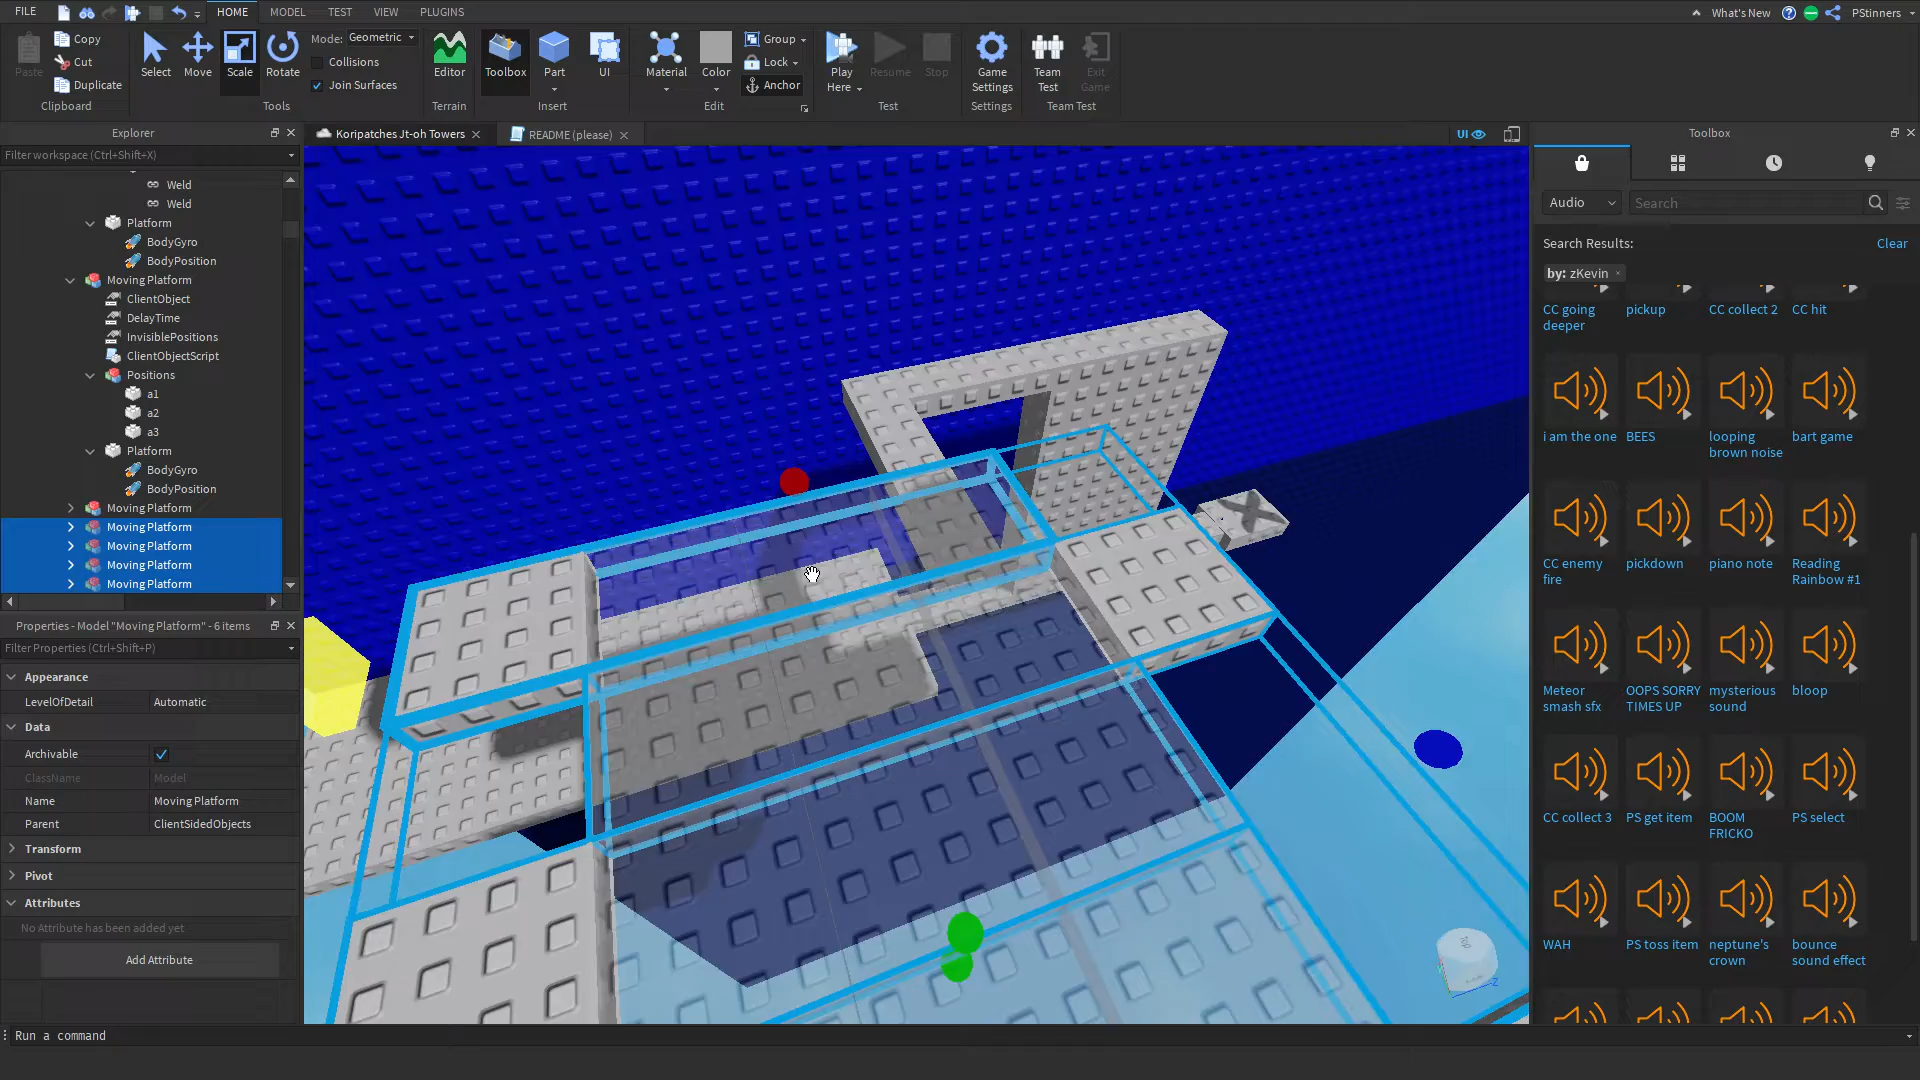 FILE
HOME
MODEL
TEST
VIEW
PLUGINS
What's New
PStinners
Paste
Copy
Cut
Duplicate
Clipboard
Select
Move
Scale
Rotate
Mode: Geometric
Collisions
Join Surfaces
Tools
Editor
Terrain
Toolbox
Part
UI
Insert
Material
Color
Group
Lock
Anchor
Edit
Play
Here
Resume
Stop
Test
Game
Settings
Settings
Team
Test
Exit
Game
Team Test
Explorer
Filter workspace (Ctrl+Shift+X)
Weld
Weld
Platform
BodyGyro
BodyPosition
Moving Platform
ClientObject
DelayTime
InvisiblePositions
ClientObjectScript
Positions
a1
a2
a3
Platform
BodyGyro
BodyPosition
Moving Platform
Moving Platform
Moving Platform
Moving Platform
Moving Platform
Properties - Model "Moving Platform" - 6 items
Filter Properties (Ctrl+Shift+P)
Appearance
LevelOfDetail Automatic
Data
Archivable
ClassName Model
Name Moving Platform
Parent ClientSidedObjects
Transform
Pivot
Attributes
No Attribute has been added yet
Add Attribute
Koripatches Jt-oh Towers
README (please)
UI
Top
Z
Toolbox
Audio
Search
Search Results:
Clear
by: zKevin
CC going
deeper
pickup
CC collect 2
CC hit
i am the one
BEES
looping
brown noise
bart game
CC enemy
fire
pickdown
piano note
Reading
Rainbow #1
Meteor
smash sfx
OOPS SORRY
TIMES UP
mysterious
sound
bloop
CC collect 3
PS get item
BOOM
FRICKO
PS select
WAH
PS toss item
neptune's
crown
bounce
sound effect
Run a command